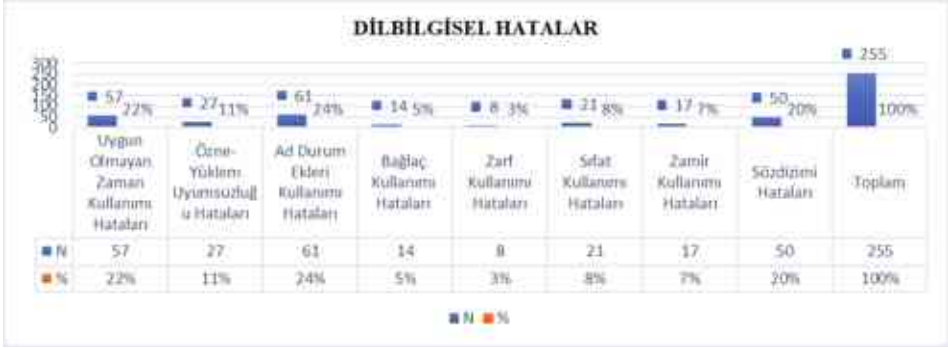 DİLBİLGİSEL HATALAR
300
250
200
150
100
50
0
57 22%
27 11%
61 24%
14 5%
8 3%
21 8%
17 7%
50 20%
255
100%
Uygun Olmayan Zaman Kullanımı Hataları
Özne-Yüklem Uyumsuzluğu Hataları
Ad Durum Ekleri Kullanımı Hataları
Bağlaç Kullanımı Hataları
Zarf Kullanımı Hataları
Sıfat Kullanımı Hataları
Zamir Kullanımı Hataları
Sözdizimi Hataları
Toplam
N 57 27 61 14 8 21 17 50 255
% 22% 11% 24% 5% 3% 8% 7% 20% 100%
N %